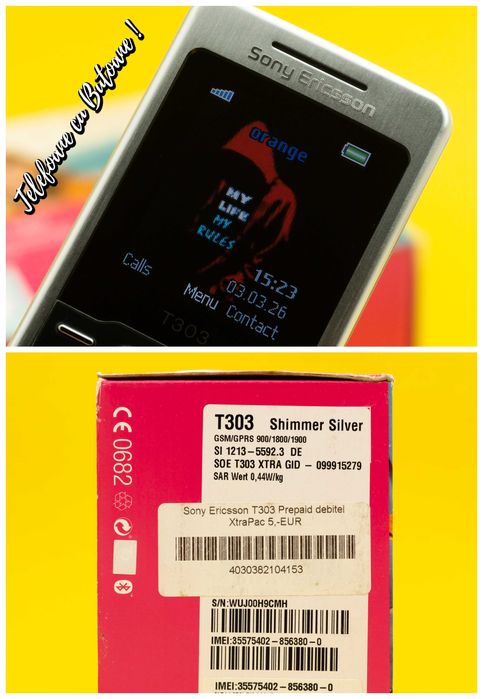 Telefoane cu Butoane !
Sony Ericsson
orange
MY
LIFE
MY
RULES
15:23
03.03.26
Calls
Menu
Contact
T303
CE 0682
T303 Shimmer Silver
GSM/GPRS 900/1800/1900
SI 1213-5592.3 DE
SOE T303 XTRA GID - 099915279
SAR Wert 0,44W/kg
Sony Ericsson T303 Prepaid debitel
XtraPac 5,-EUR
4030382104153
S/N:WUJ00H9CMH
IMEI:35575402-856380-0
IMEI:35575402-856380-0